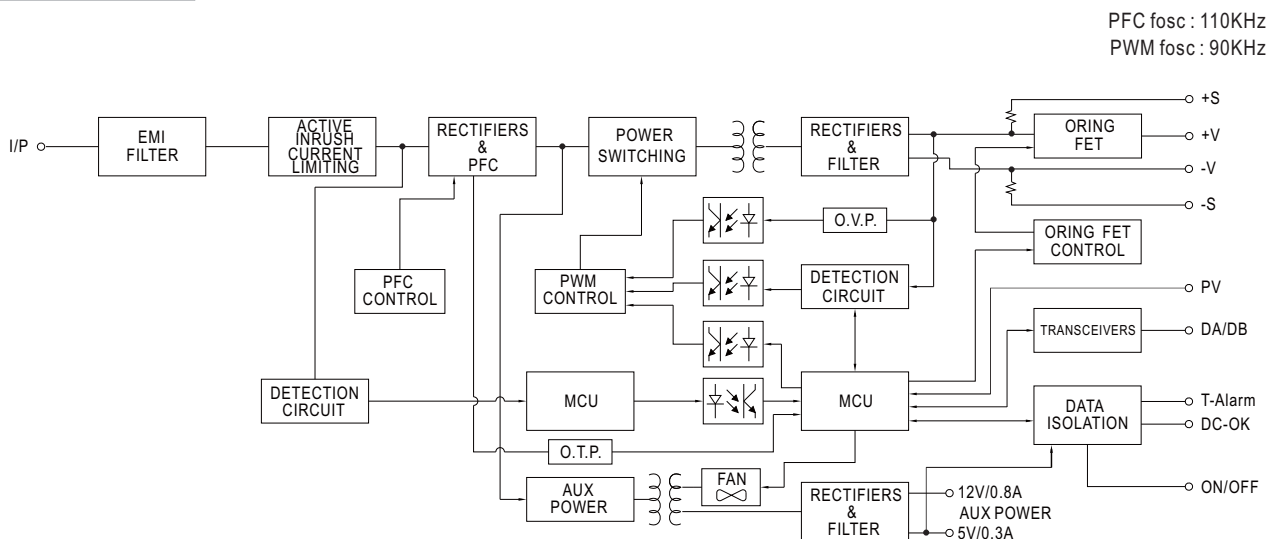 PFC fosc : 110KHz
PWM fosc : 90KHz
I/P
EMI
FILTER
ACTIVE
INRUSH
CURRENT
LIMITING
RECTIFIERS
&
PFC
POWER
SWITCHING
RECTIFIERS
&
FILTER
ORING
FET
+S
+V
-V
-S
O.V.P.
ORING FET
CONTROL
PFC
CONTROL
PWM
CONTROL
DETECTION
CIRCUIT
PV
TRANSCEIVERS
DA/DB
DETECTION
CIRCUIT
MCU
MCU
DATA
ISOLATION
T-Alarm
DC-OK
O.T.P.
AUX
POWER
FAN
RECTIFIERS
&
FILTER
12V/0.8A
AUX POWER
5V/0.3A
ON/OFF